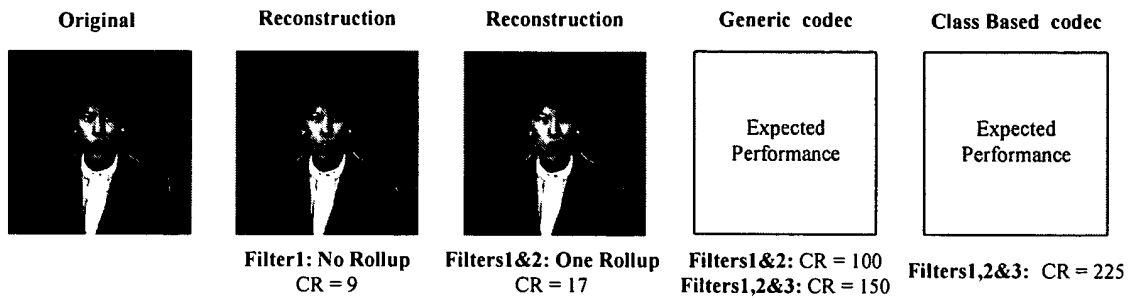 Original
Reconstruction
Reconstruction
Generic codec
Class Based codec
Expected
Performance
Expected
Performance
Filter1: No Rollup
CR = 9
Filters1&2: One Rollup
CR = 17
Filters1&2: CR = 100
Filters1,2&3: CR = 150
Filters1,2&3: CR = 225